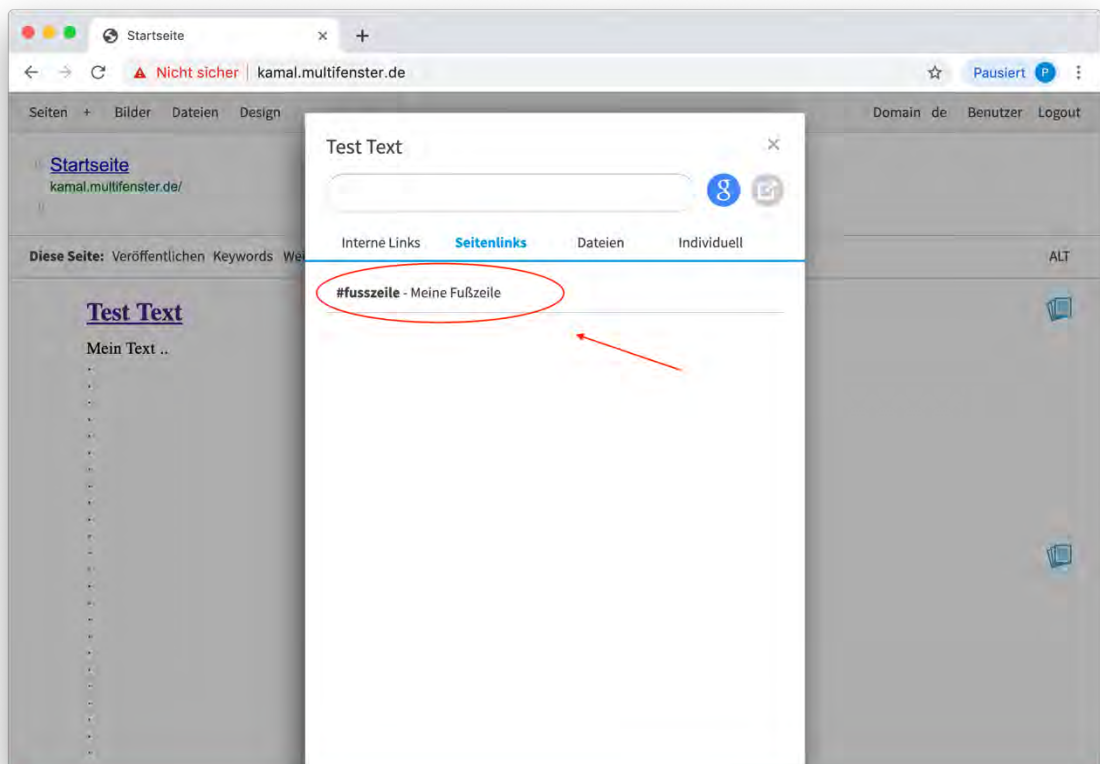 Startseite
Nicht sicher kamal.multifenster.de Pausiert P
Seiten + Bilder Dateien Design Domain de Benutzer Logout
Test Text
Startseite
kamal.multifenster.de/
Interne Links Seitenlinks Dateien Individuell
Diese Seite: Veröffentlichen Keywords ALT
#fusszeile - Meine Fußzeile
Test Text
Mein Text ..